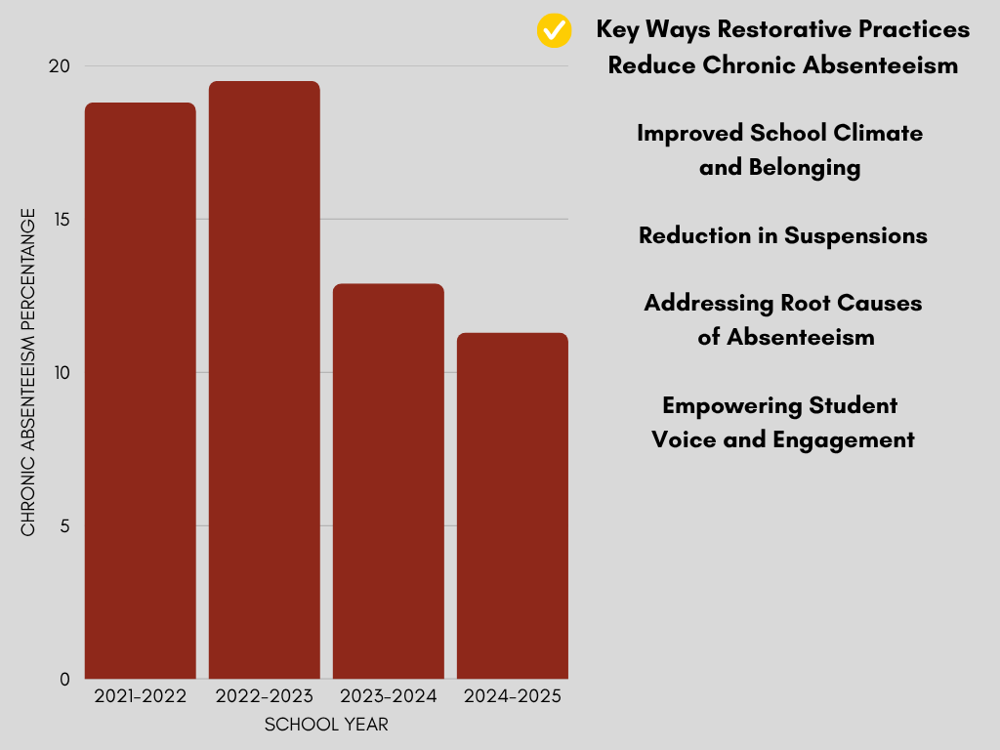 Key Ways Restorative Practices
Reduce Chronic Absenteeism
Improved School Climate
and Belonging
Reduction in Suspensions
Addressing Root Causes
of Absenteeism
Empowering Student
Voice and Engagement
CHRONIC ABSENTEEISM PERCENTANGE
20
15
10
5
0
2021-2022 2022-2023 2023-2024 2024-2025
SCHOOL YEAR